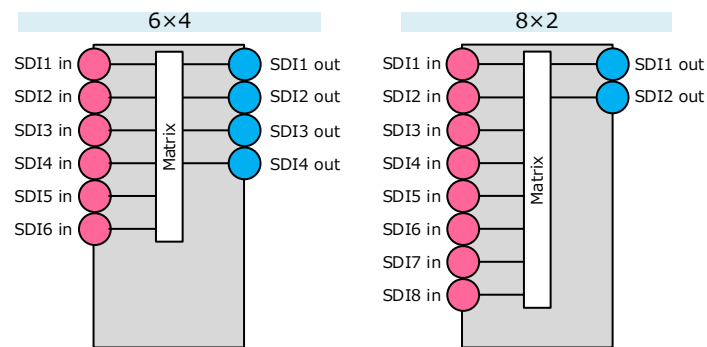 6×4
SDI1 in
SDI2 in
SDI3 in
SDI4 in
SDI5 in
SDI6 in
Matrix
SDI1 out
SDI2 out
SDI3 out
SDI4 out
8×2
SDI1 in
SDI2 in
SDI3 in
SDI4 in
SDI5 in
SDI6 in
SDI7 in
SDI8 in
Matrix
SDI1 out
SDI2 out